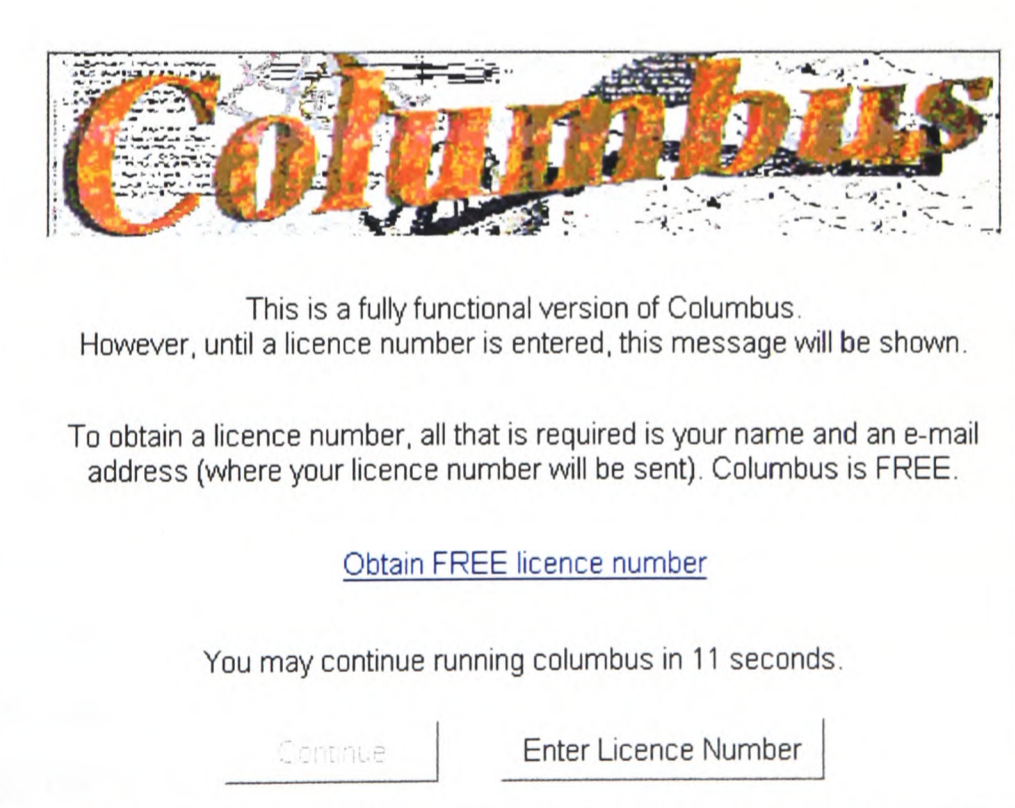 Columbus
This is a fully functional version of Columbus.
However, until a licence number is entered, this message will be shown.
To obtain a licence number, all that is required is your name and an e-mail
address (where your licence number will be sent). Columbus is FREE.
Obtain FREE licence number
You may continue running columbus in 11 seconds.
Continue
Enter Licence Number